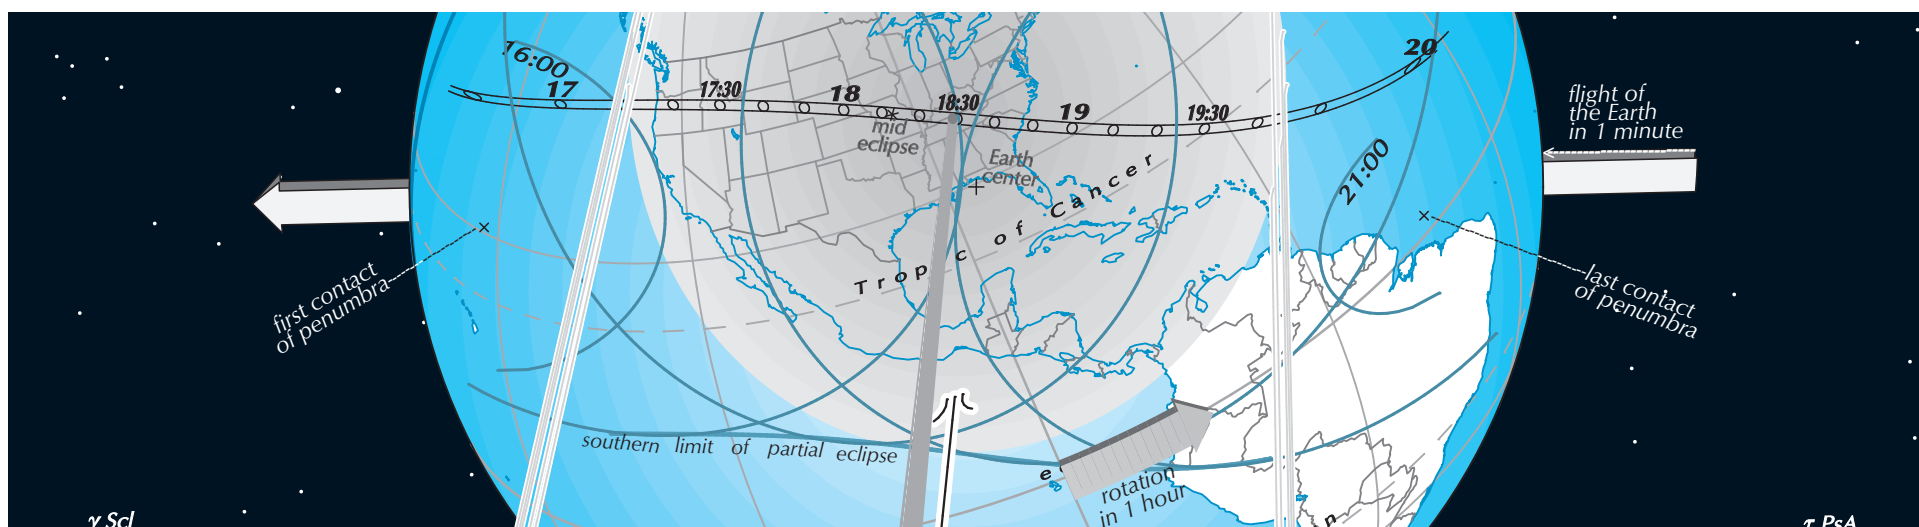 16:00
17
17:30
18
18:30
19
19:30
20
mid
eclipse
Earth
center
21:00
flight of
the Earth
in 1 minute
Tropic of Cancer
first contact
of penumbra
last contact
of penumbra
southern limit of partial eclipse
e
rotation
in 1 hour
n
γ Scl
τ PsA